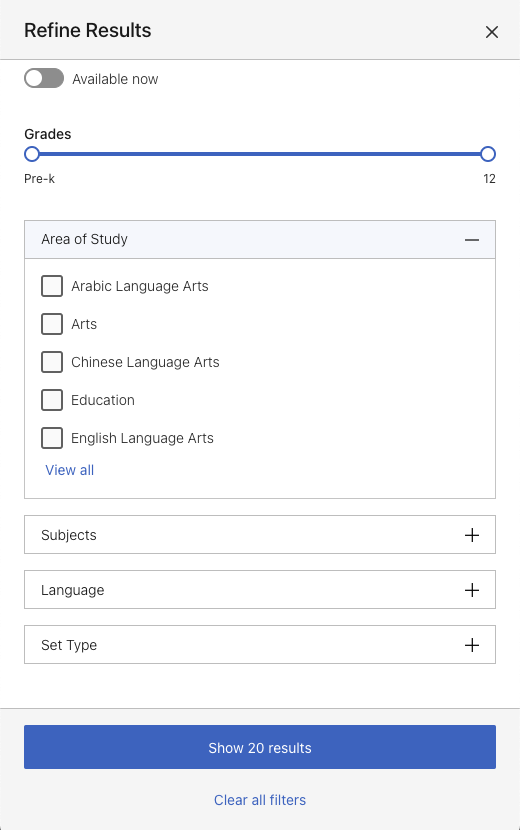 Refine Results
Available now
Grades
Pre-k 12
Area of Study
Arabic Language Arts
Arts
Chinese Language Arts
Education
English Language Arts
View all
Subjects
Language
Set Type
Show 20 results
Clear all filters